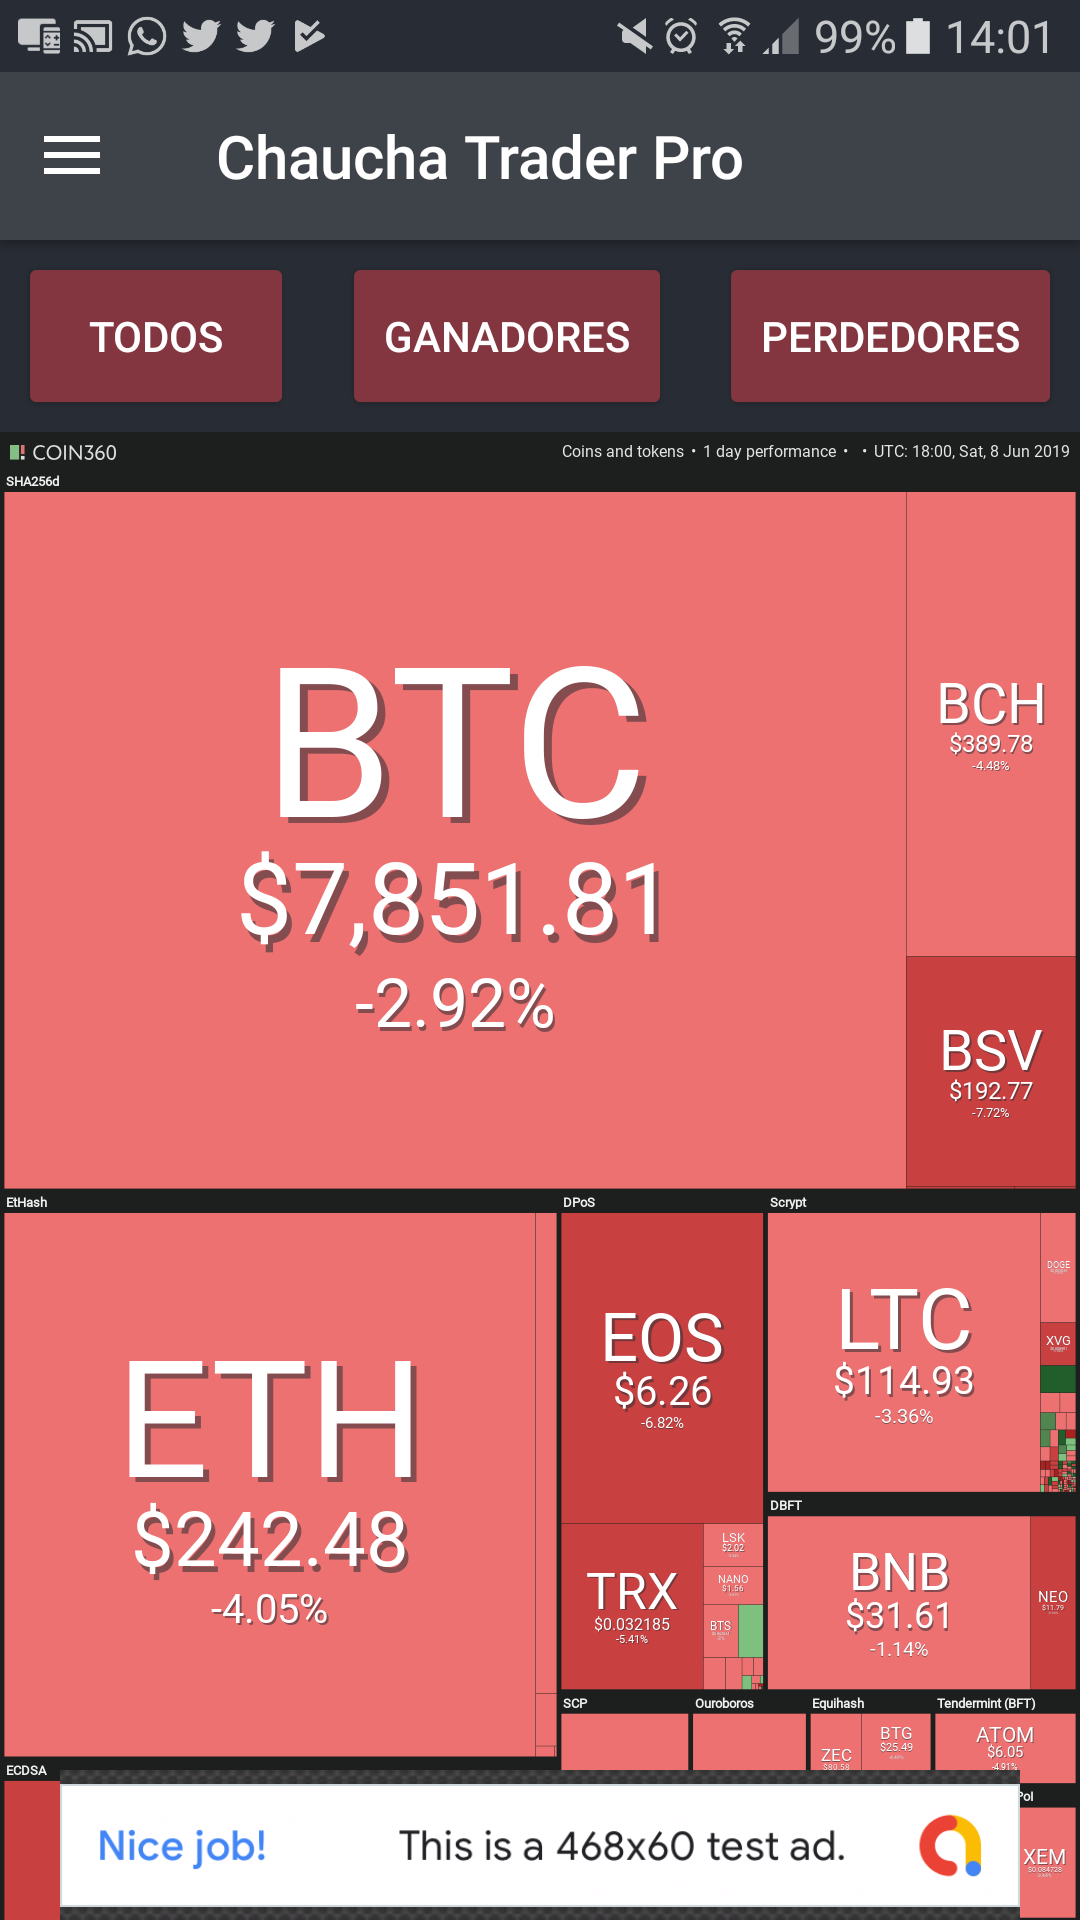 99% 14:01
Chaucha Trader Pro
TODOS GANADORES PERDEDORES
COIN360 Coins and tokens • 1 day performance • • UTC: 18:00, Sat, 8 Jun 2019
SHA256d
BTC
$7,851.81
-2.92%
BCH
$389.78
-4.48%
BSV
$192.77
-7.72%
EtHash
ETH
$242.48
-4.05%
DPoS
EOS
$6.26
-6.82%
TRX
$0.032185
-5.41%
LSK
$2.02
NANO
$1.56
BTS
Scrypt
LTC
$114.93
-3.36%
DOGE
XVG
DBFT
BNB
$31.61
-1.14%
NEO
$11.79
SCP
Ouroboros
Equihash
ZEC
$80.58
BTG
$25.49
Tendermint (BFT)
ATOM
$6.05
-4.91%
ECDSA
PoI
XEM
$0.084728
Nice job! This is a 468x60 test ad.